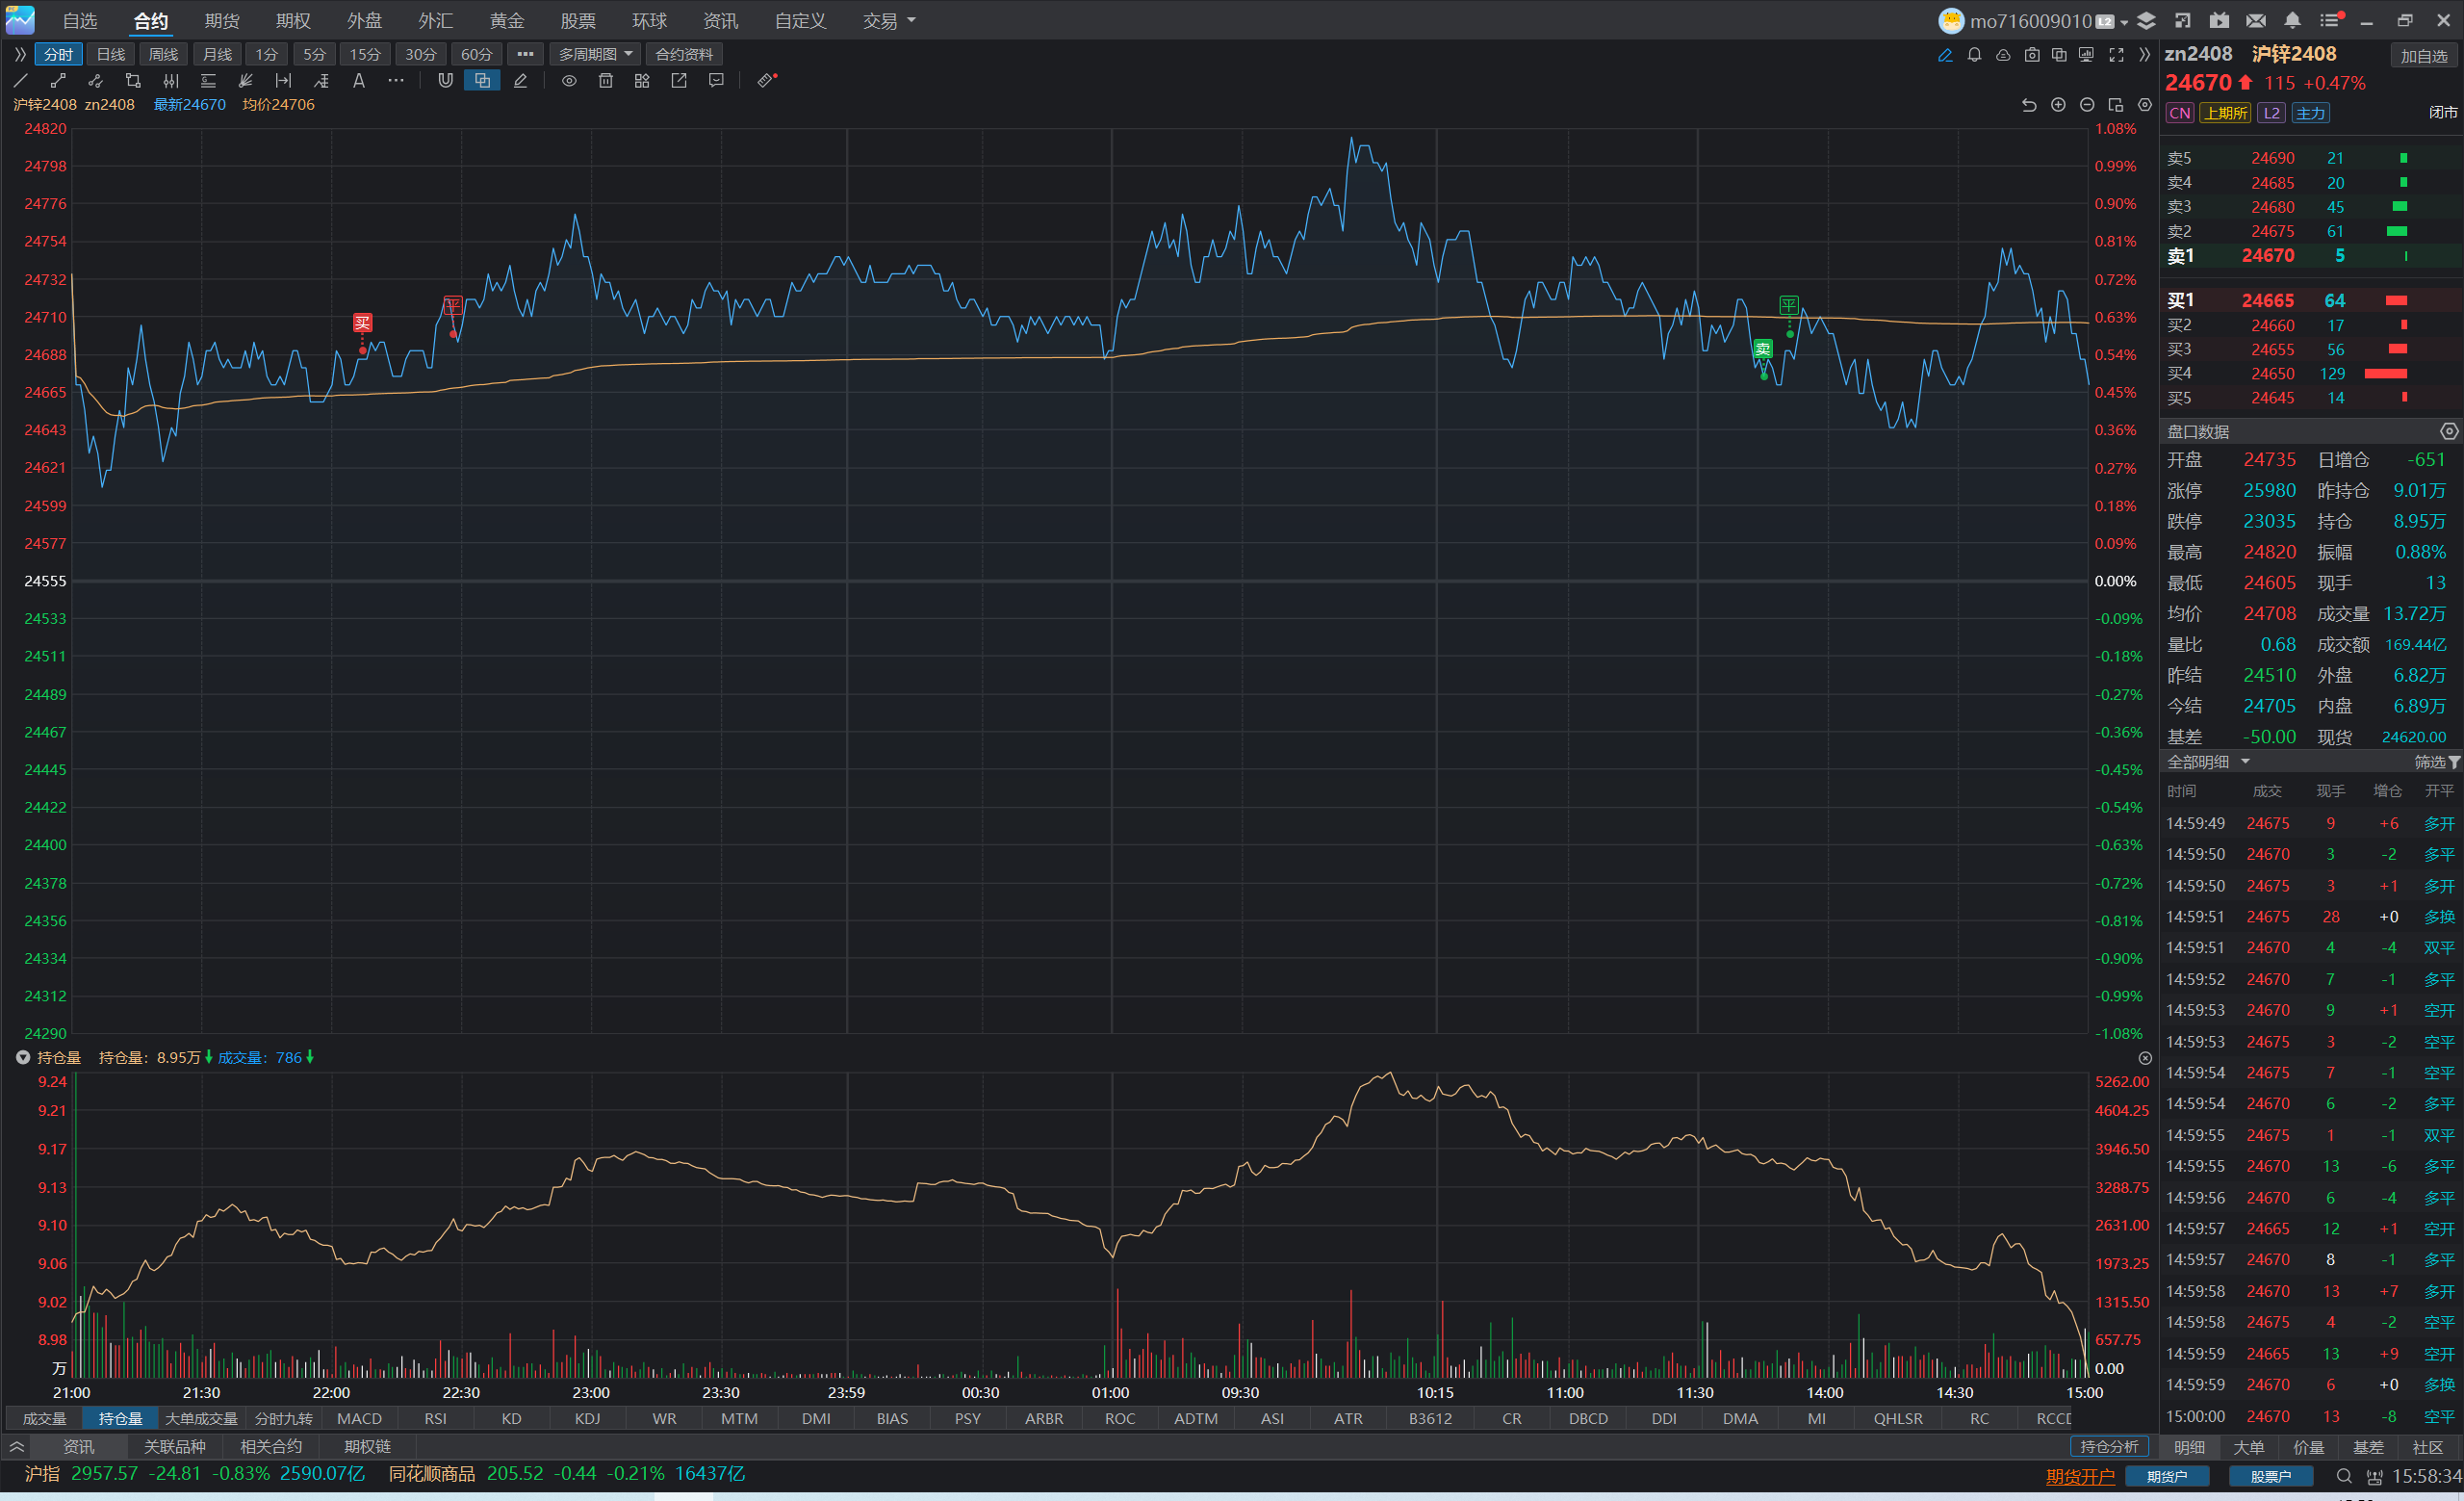 自选 合约 期货 期权 外盘 外汇 黄金 股票 环球 资讯 自定义 交易 mo716009010 L2
分时 日线 周线 月线 1分 5分 15分 30分 60分 ••• 多周期图 合约资料
沪锌2408 zn2408 最新24670 均价24706
24820 1.08%
24798 0.99%
24776 0.90%
24754 0.81%
24732 0.72%
24710 0.63%
24688 0.54%
24665 0.45%
24643 0.36%
24621 0.27%
24599 0.18%
24577 0.09%
24555 0.00%
24533 -0.09%
24511 -0.18%
24489 -0.27%
24467 -0.36%
24445 -0.45%
24422 -0.54%
24400 -0.63%
24378 -0.72%
24356 -0.81%
24334 -0.90%
24312 -0.99%
24290 -1.08%
买
平
卖
平
持仓量 持仓量: 8.95万 成交量: 786
9.24 5262.00
9.21 4604.25
9.17 3946.50
9.13 3288.75
9.10 2631.00
9.06 1973.25
9.02 1315.50
8.98 657.75
万 0.00
21:00 21:30 22:00 22:30 23:00 23:30 23:59 00:30 01:00 09:30 10:15 11:00 11:30 14:00 14:30 15:00
成交量 持仓量 大单成交量 分时九转 MACD RSI KD KDJ WR MTM DMI BIAS PSY ARBR ROC ADTM ASI ATR B3612 CR DBCD DDI DMA MI QHLSR RC
资讯 关联品种 相关合约 期权链 持仓分析
zn2408 沪锌2408 加自选
24670 115 +0.47%
CN 上期所 L2 主力 闭市
卖5 24690 21
卖4 24685 20
卖3 24680 45
卖2 24675 61
卖1 24670 5
买1 24665 64
买2 24660 17
买3 24655 56
买4 24650 129
买5 24645 14
盘口数据
开盘 24735 日增仓 -651
涨停 25980 昨持仓 9.01万
跌停 23035 持仓 8.95万
最高 24820 振幅 0.88%
最低 24605 现手 13
均价 24708 成交量 13.72万
量比 0.68 成交额 169.44亿
昨结 24510 外盘 6.82万
今结 24705 内盘 6.89万
基差 -50.00 现货 24620.00
全部明细 筛选
时间 成交 现手 增仓 开平
14:59:49 24675 9 +6 多开
14:59:50 24670 3 -2 多平
14:59:50 24675 3 +1 多开
14:59:51 24675 28 +0 多换
14:59:51 24670 4 -4 双平
14:59:52 24670 7 -1 多平
14:59:53 24670 9 +1 空开
14:59:53 24675 3 -2 空平
14:59:54 24675 7 -1 空平
14:59:54 24670 6 -2 多平
14:59:55 24675 1 -1 双平
14:59:55 24670 13 -6 多平
14:59:56 24670 6 -4 多平
14:59:57 24665 12 +1 空开
14:59:57 24670 8 -1 多平
14:59:58 24670 13 +7 多开
14:59:58 24675 4 -2 空平
14:59:59 24665 13 +9 空开
14:59:59 24670 6 +0 多换
15:00:00 24670 13 -8 空平
明细 大单 价量 基差 社区
沪指 2957.57 -24.81 -0.83% 2590.07亿 同花顺商品 205.52 -0.44 -0.21% 16437亿 期货开户 期货户 股票户 15:58:34